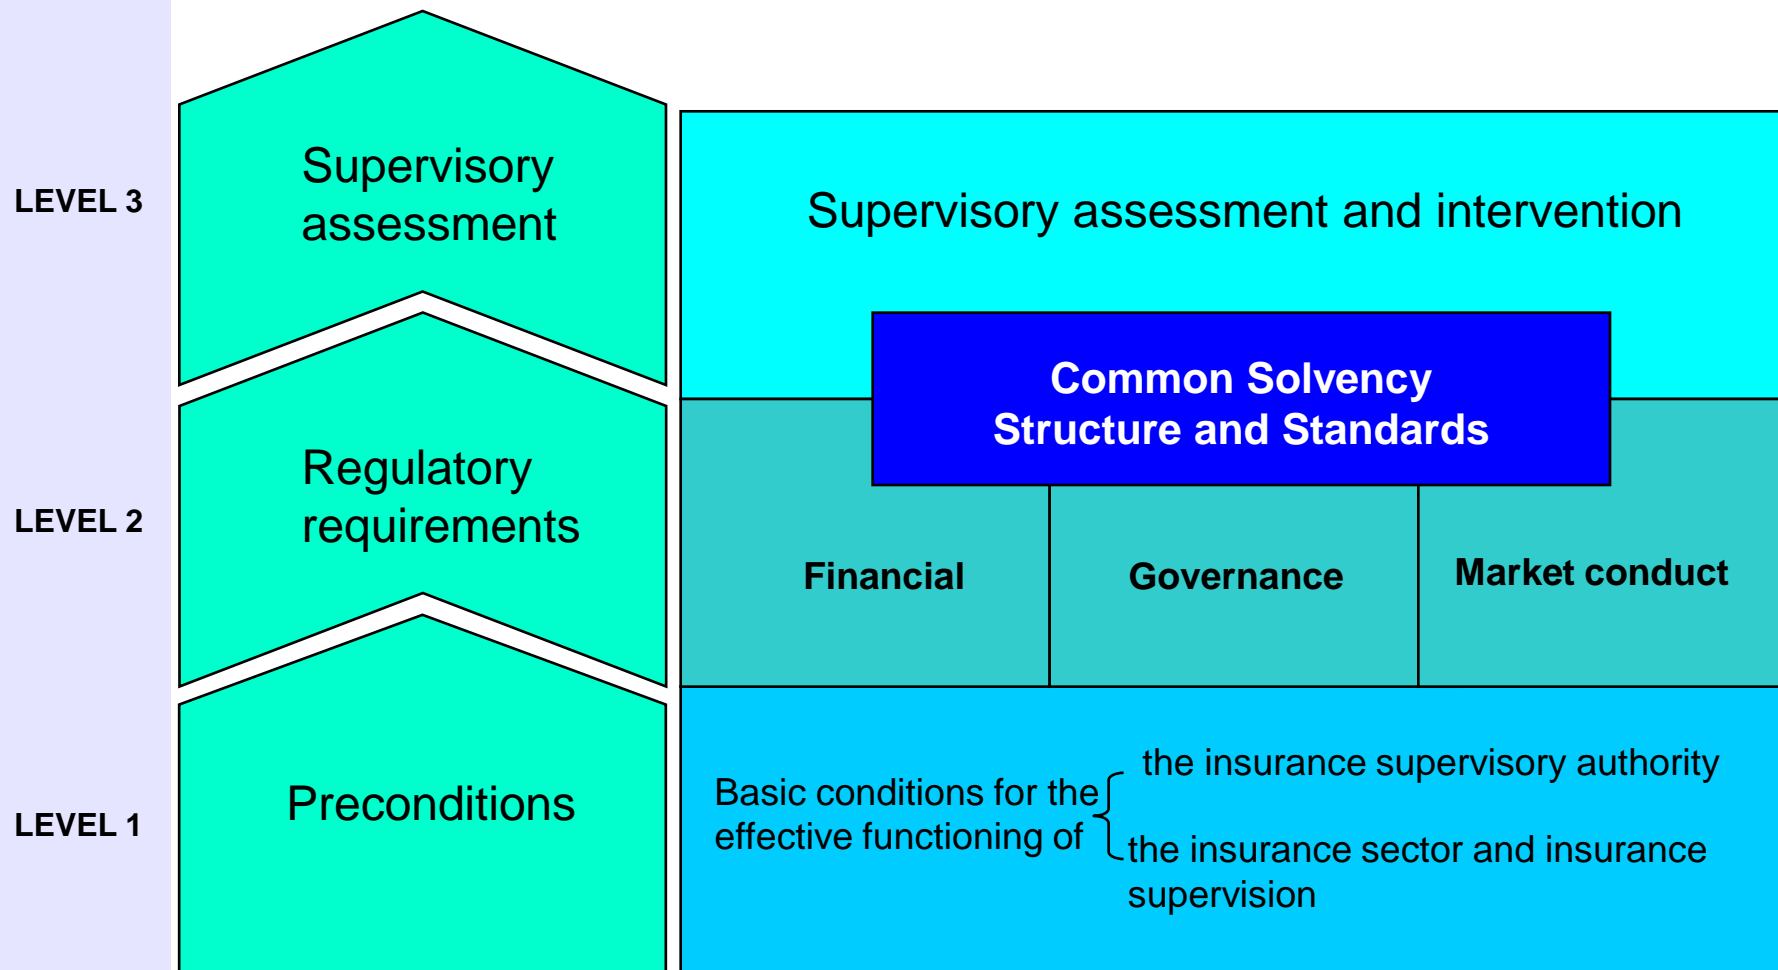 LEVEL 3
Supervisory
assessment
Supervisory assessment and intervention
Common Solvency
Structure and Standards
LEVEL 2
Regulatory
requirements
Financial
Governance
Market conduct
LEVEL 1
Preconditions
Basic conditions for the
effective functioning of
the insurance supervisory authority
the insurance sector and insurance
supervision